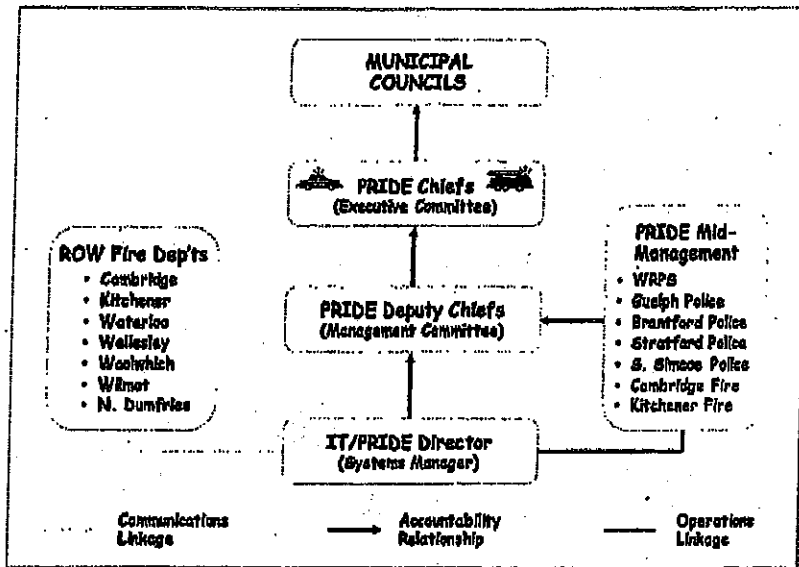 MUNICIPAL
COUNCILS
PRIDE Chiefs
(Executive Committee)
ROW Fire Dep'ts
• Cambridge
• Kitchener
• Waterloo
• Wellesley
• Woolwhich
• Wilmot
• N. Dumfries
PRIDE Deputy Chiefs
(Management Committee)
PRIDE Mid-
Management
• WRPS
• Guelph Police
• Brantford Police
• Stratford Police
• S. Simcoe Police
• Cambridge Fire
• Kitchener Fire
IT/PRIDE Director
(Systems Manager)
Communications
Linkage
Accountability
Relationship
Operations
Linkage